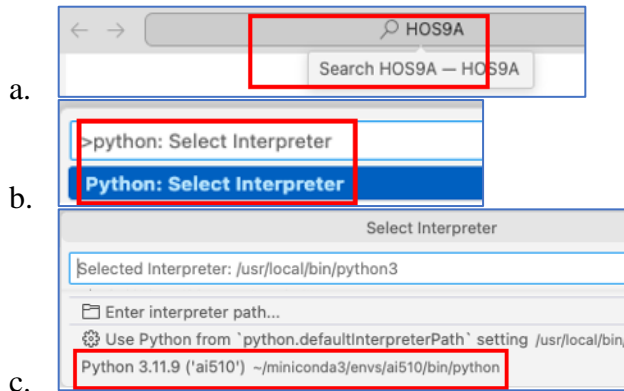 HOS9A
Search HOS9A — HOS9A
a.
>python: Select Interpreter
Python: Select Interpreter
b.
Select Interpreter
Selected Interpreter: /usr/local/bin/python3
Enter interpreter path...
Use Python from `python.defaultInterpreterPath` setting /usr/local/bin/
Python 3.11.9 ('ai510') ~/miniconda3/envs/ai510/bin/python
c.